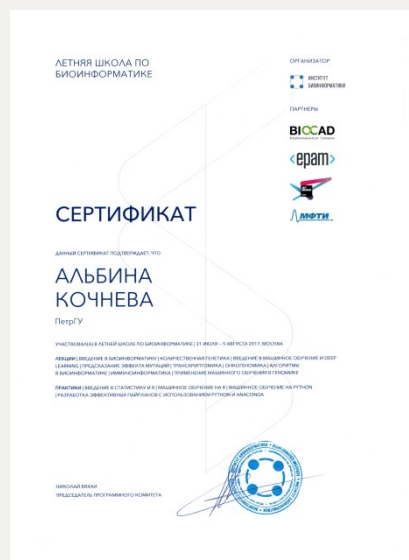 ЛЕТНЯЯ ШКОЛА ПО
БИОИНФОРМАТИКЕ
ОРГАНИЗАТОР
ИНСТИТУТ
БИОИНФОРМАТИКИ
ПАРТНЕРЫ
BIOCAD
<epam>
МФТИ
СЕРТИФИКАТ
ДАННЫЙ СЕРТИФИКАТ ПОДТВЕРЖДАЕТ, ЧТО
АЛЬБИНА
КОЧНЕВА
ПетрГУ
УЧАСТВОВАЛ(А) В ЛЕТНЕЙ ШКОЛЕ ПО БИОИНФОРМАТИКЕ | 31 ИЮЛЯ – 5 АВГУСТА 2017, МОСКВА
ЛЕКЦИИ | ВВЕДЕНИЕ В БИОИНФОРМАТИКУ | КОЛИЧЕСТВЕННАЯ ГЕНЕТИКА | ВВЕДЕНИЕ В МАШИННОЕ ОБУЧЕНИЕ И DEEP
LEARNING | ПРЕДСКАЗАНИЕ ЭФФЕКТА МУТАЦИЙ | ТРАНСКРИПТОМИКА | ОНКОГЕНОМИКА | АЛГОРИТМЫ
В БИОИНФОРМАТИКЕ | ИММУНОИНФОРМАТИКА | ПРИМЕНЕНИЕ МАШИННОГО ОБУЧЕНИЯ В ГЕНОМИКЕ
ПРАКТИКИ | ВВЕДЕНИЕ В СТАТИСТИКУ И R | МАШИННОЕ ОБУЧЕНИЕ НА R | МАШИННОЕ ОБУЧЕНИЕ НА PYTHON
| РАЗРАБОТКА ЭФФЕКТИВНЫХ ПАЙПЛАЙНОВ С ИСПОЛЬЗОВАНИЕМ PYTHON И ANACONDA
НИКОЛАЙ ВЯХХИ
ПРЕДСЕДАТЕЛЬ ПРОГРАММНОГО КОМИТЕТА